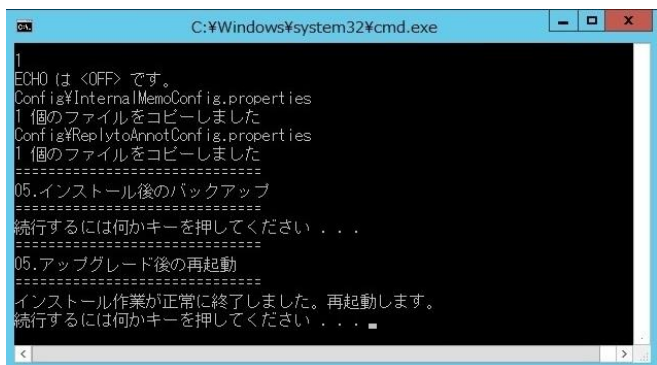 C:¥Windows¥system32¥cmd.exe
1
ECHO は <OFF> です。
Config¥InternalMemoConfig.properties
1 個のファイルをコピーしました
Config¥ReplytoAnnotConfig.properties
1 個のファイルをコピーしました
==============================
05.インストール後のバックアップ
==============================
続行するには何かキーを押してください . . .
==============================
05.アップグレード後の再起動
==============================
インストール作業が正常に終了しました。再起動します。
続行するには何かキーを押してください . . .